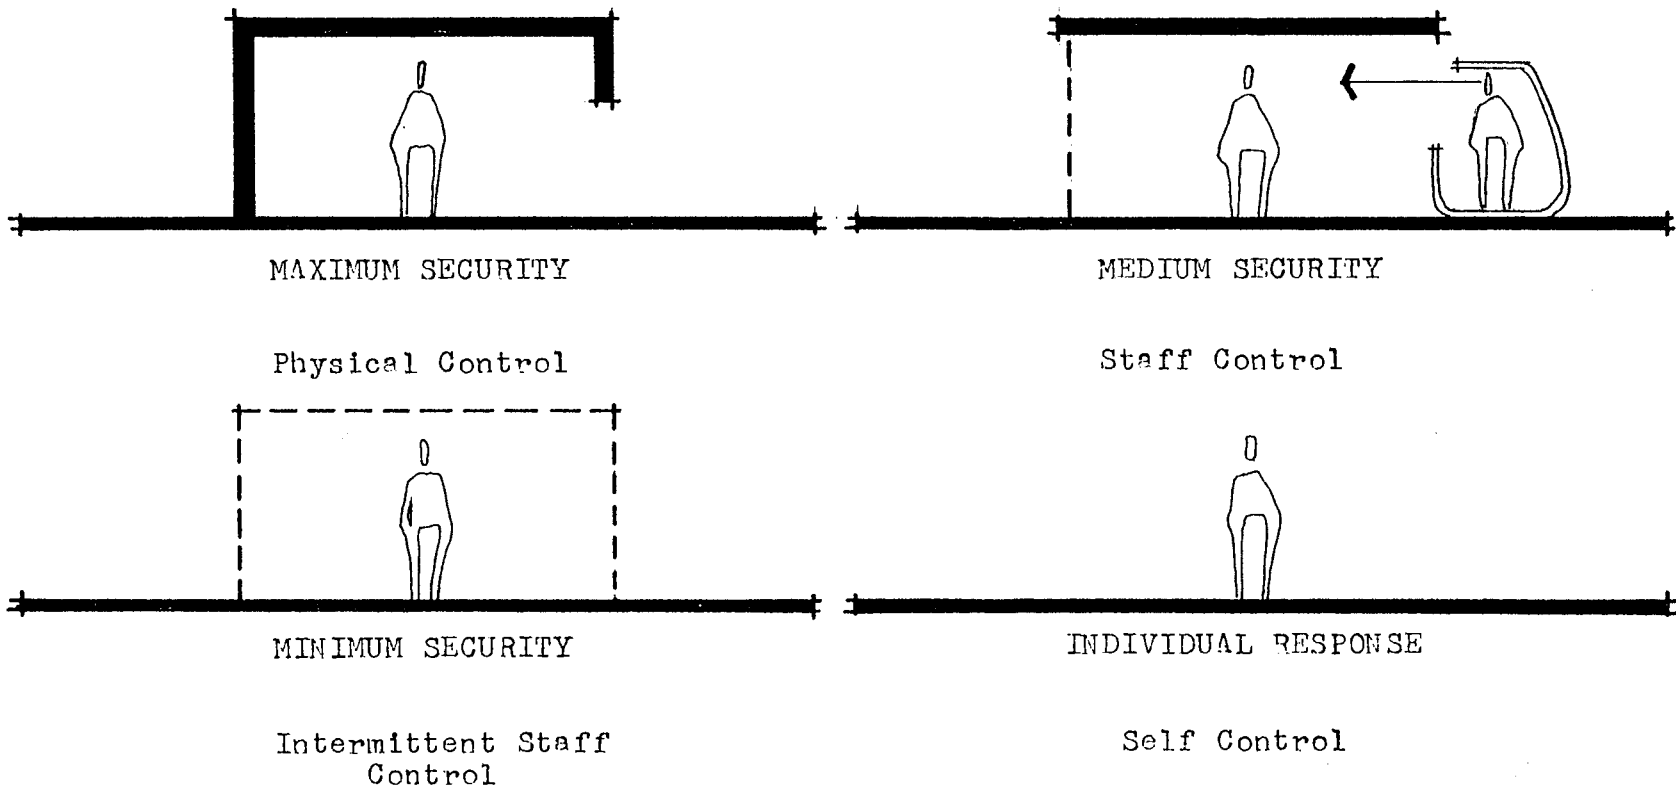 MAXIMUM SECURITY
Physical Control
MEDIUM SECURITY
Staff Control
MINIMUM SECURITY
Intermittent Staff
Control
INDIVIDUAL RESPONSE
Self Control